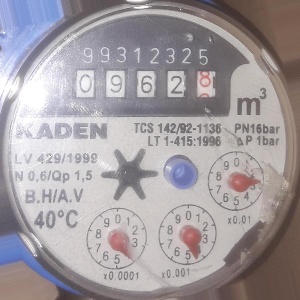 99312325
0962 8
m³
KADEN
TCS 142/92-1136 PN16bar
LT 1-415:1996 ΔP 1bar
LV 429/1999
N 0,6/Qp 1,5
B.H/A.V
40°C
x0.01
x0.0001
x0.001